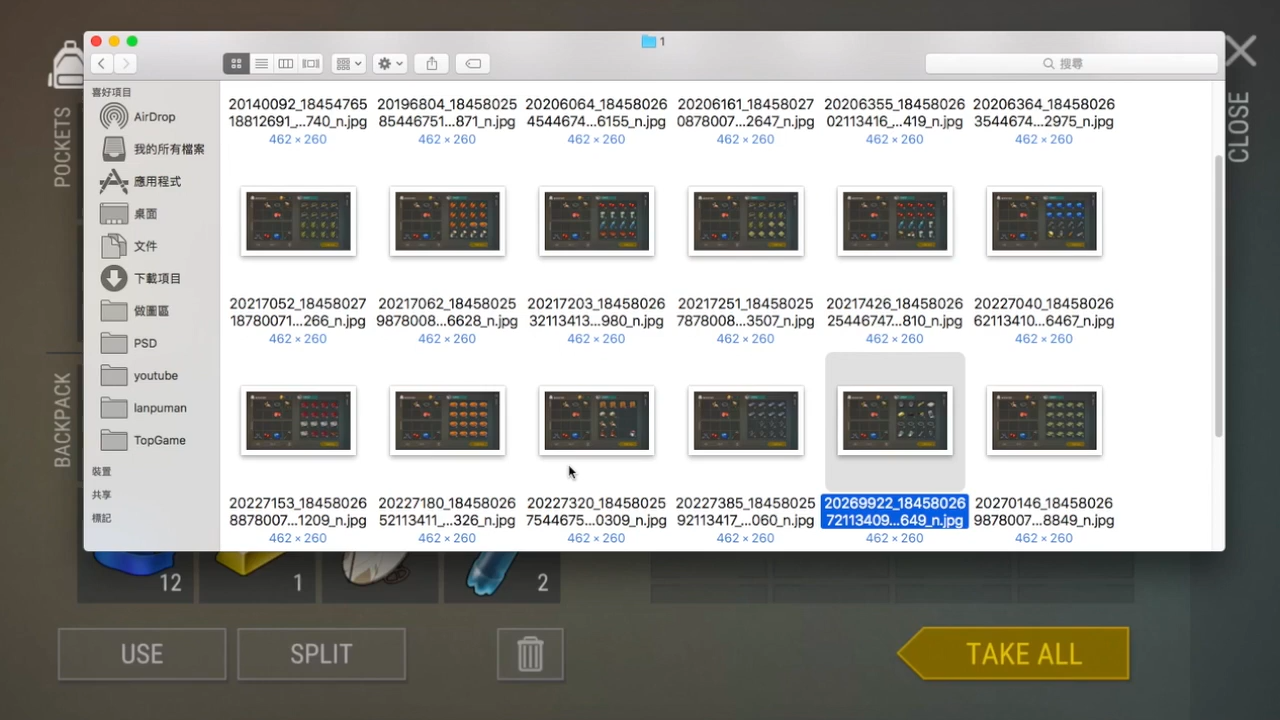 1
搜尋
喜好項目
AirDrop
我的所有檔案
應用程式
桌面
文件
下載項目
做圖區
PSD
youtube
lanpuman
TopGame
裝置
共享
標記
20140092_18454765
18812691_...740_n.jpg
462 × 260
20196804_18458025
85446751...871_n.jpg
462 × 260
20206064_18458026
4544674...6155_n.jpg
462 × 260
20206161_18458027
0878007...2647_n.jpg
462 × 260
20206355_18458026
02113416_...419_n.jpg
462 × 260
20206364_18458026
3544674...2975_n.jpg
462 × 260
20217052_18458027
18780071...266_n.jpg
462 × 260
20217062_18458025
9878008...6628_n.jpg
462 × 260
20217203_18458026
32113413...980_n.jpg
462 × 260
20217251_18458025
7878008...3507_n.jpg
462 × 260
20217426_18458026
25446747...810_n.jpg
462 × 260
20227040_18458026
62113410...6467_n.jpg
462 × 260
20227153_18458026
8878007...1209_n.jpg
462 × 260
20227180_18458026
52113411_...326_n.jpg
462 × 260
20227320_18458025
7544675...0309_n.jpg
462 × 260
20227385_18458025
92113417_...060_n.jpg
462 × 260
20269922_18458026
72113409...649_n.jpg
462 × 260
20270146_18458026
9878007...8849_n.jpg
462 × 260
POCKETS
BACKPACK
CLOSE
12
1
2
USE
SPLIT
TAKE ALL